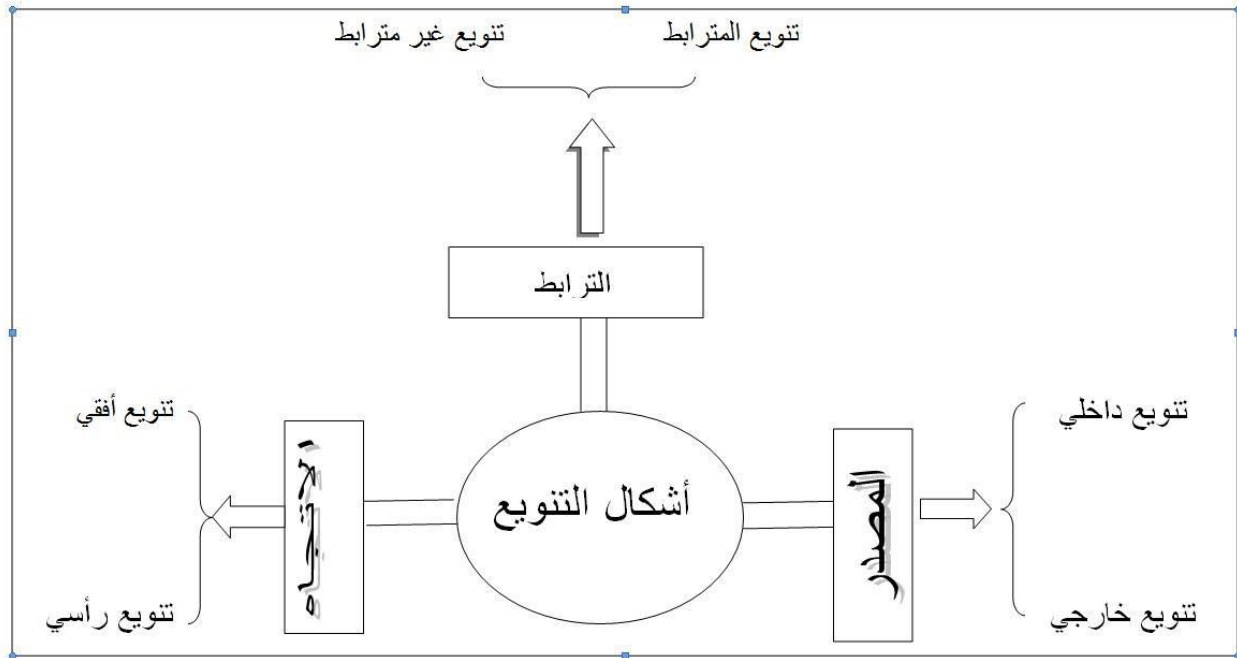 تنويع المترابط
تنويع غير مترابط
الترابط
تنويع داخلي
تنويع أفقي
المصدر
أشكال التنويع
الاتجاه
تنويع خارجي
تنويع رأسي